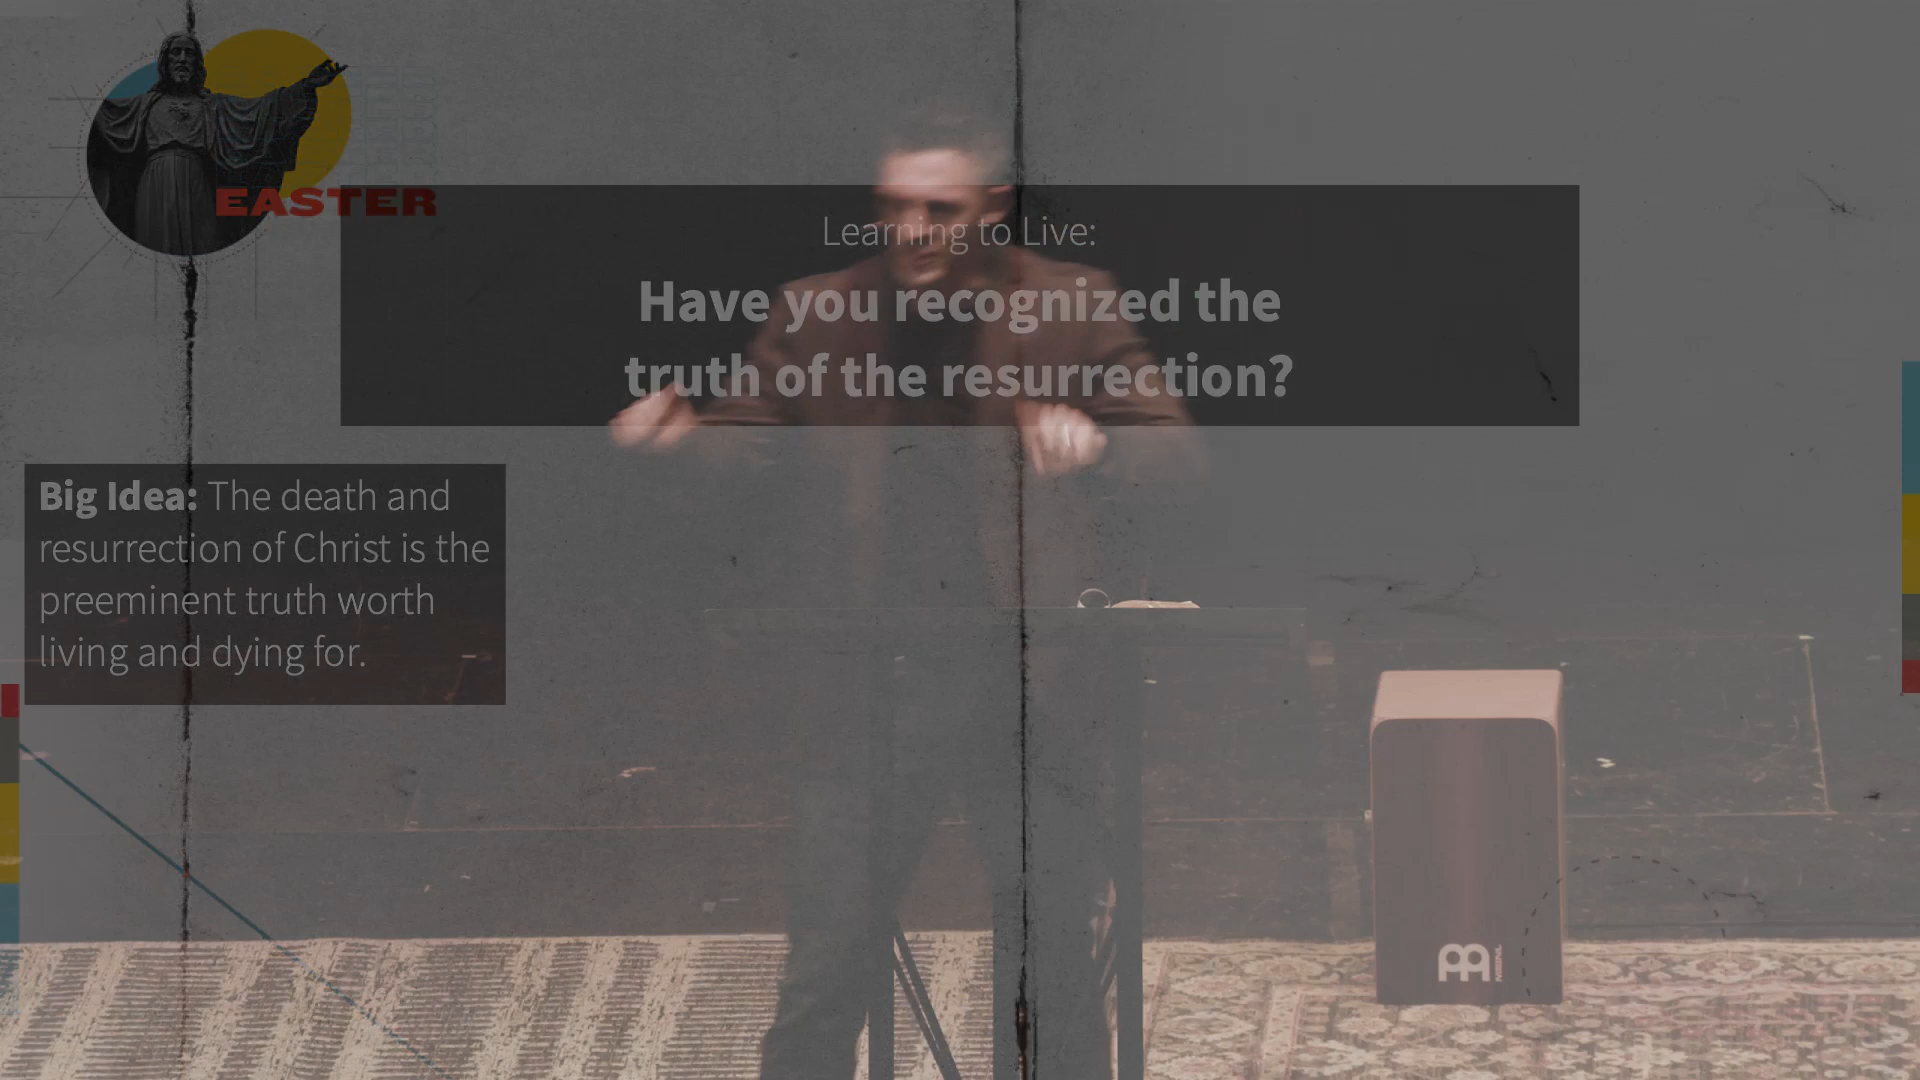 EASTER
Learning to Live:
Have you recognized the
truth of the resurrection?
Big Idea: The death and
resurrection of Christ is the
preeminent truth worth
living and dying for.
MEINL